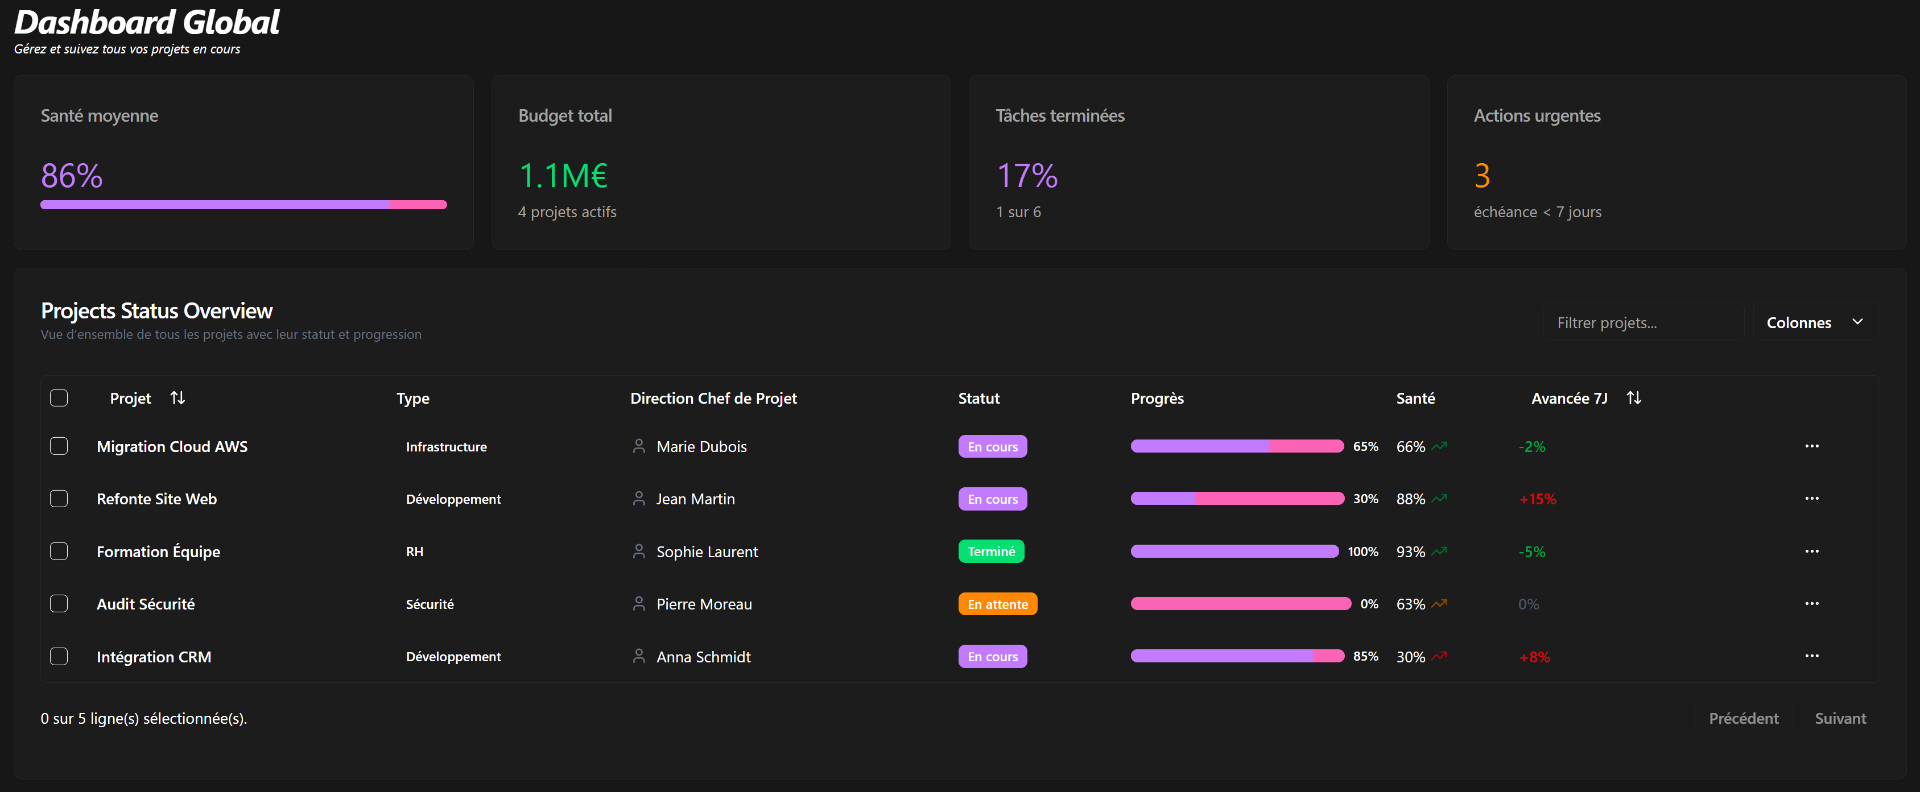 Dashboard Global
Gérez et suivez tous vos projets en cours
Santé moyenne
86%
Budget total
1.1M€
4 projets actifs
Tâches terminées
17%
1 sur 6
Actions urgentes
3
échéance < 7 jours
Projects Status Overview
Vue d'ensemble de tous les projets avec leur statut et progression
Filtrer projets...
Colonnes
Projet Type Direction Chef de Projet Statut Progrès Santé Avancée 7J
Migration Cloud AWS Infrastructure Marie Dubois En cours 65% 66% -2% ...
Refonte Site Web Développement Jean Martin En cours 30% 88% +15% ...
Formation Équipe RH Sophie Laurent Terminé 100% 93% -5% ...
Audit Sécurité Sécurité Pierre Moreau En attente 0% 63% 0% ...
Intégration CRM Développement Anna Schmidt En cours 85% 30% +8% ...
0 sur 5 ligne(s) sélectionnée(s).
Précédent Suivant